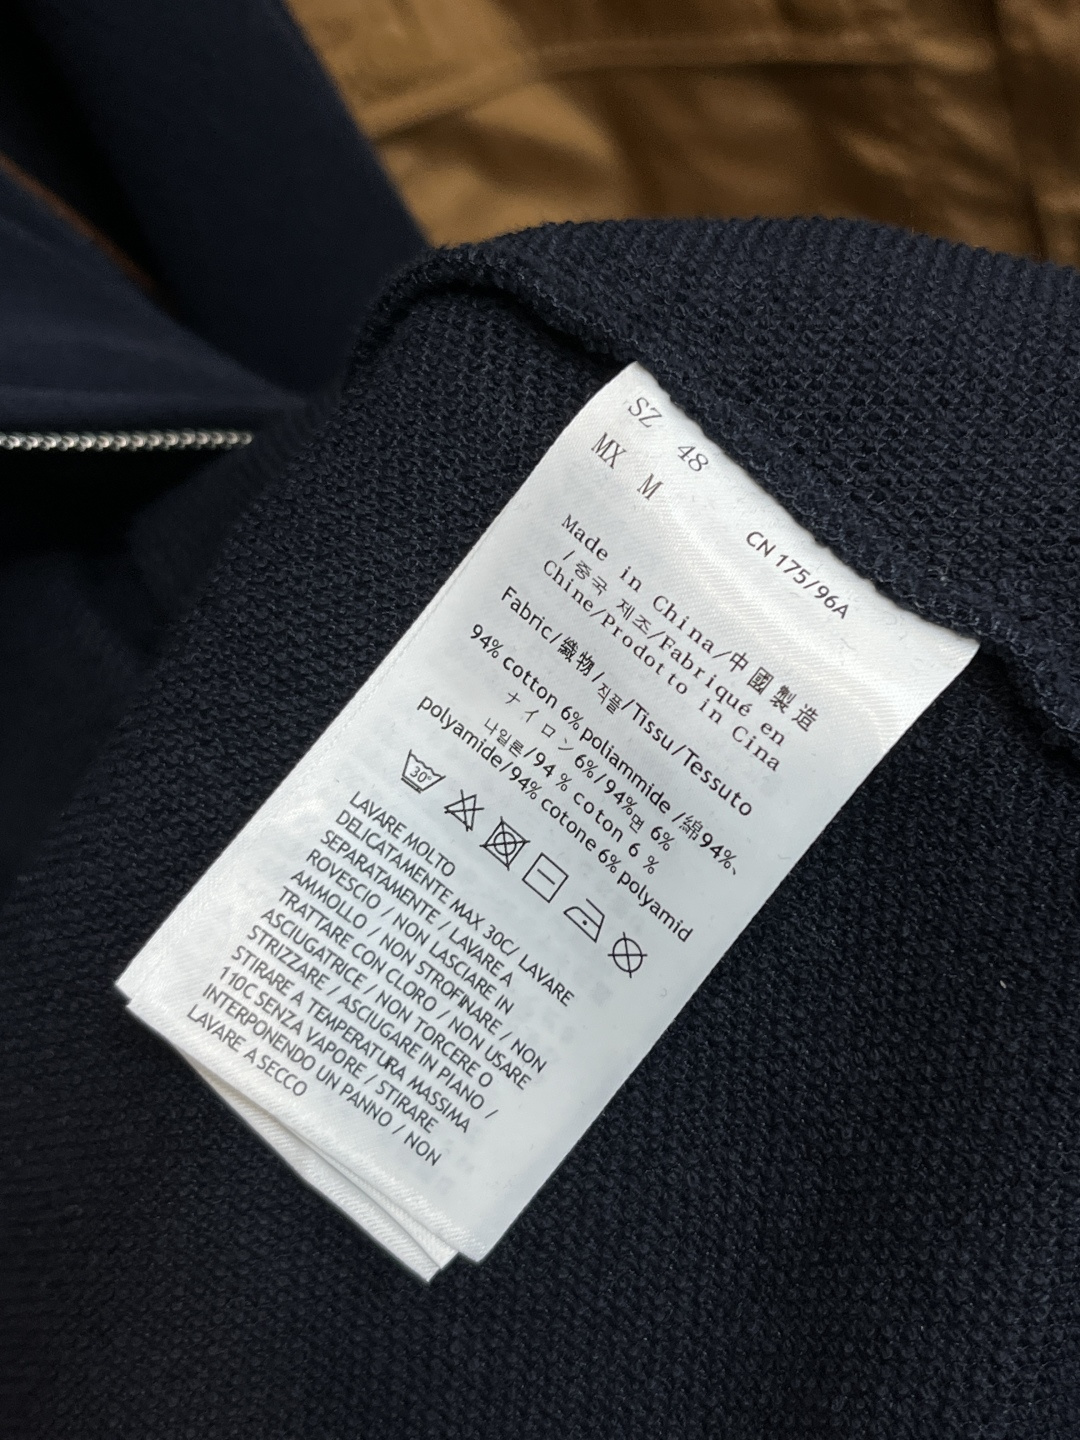 SZ 48
MX M
CN 175/96A
Made in China/中國製造
/중국 제조/Fabriqué en
Chine/Prodotto in Cina
Fabric/織物/직물/Tissu/Tessuto
94% cotton 6% poliammide/綿94%、
ナイロン6%/94%면 6%
나일론/94 % coton 6 %
polyamide/94% cotone 6% polyamid
30°
LAVARE MOLTO
DELICATAMENTE MAX 30C/ LAVARE
SEPARATAMENTE / LAVARE A
ROVESCIO / NON LASCIARE IN
AMMOLLO / NON STROFINARE / NON
TRATTARE CON CLORO / NON USARE
ASCIUGATRICE / NON TORCERE O
STRIZZARE / ASCIUGARE IN PIANO /
STIRARE A TEMPERATURA MASSIMA
110C SENZA VAPORE / STIRARE
INTERPONENDO UN PANNO / NON
LAVARE A SECCO